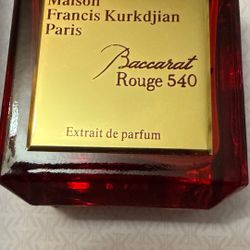 Maison
Francis Kurkdjian
Paris
Baccarat
Rouge 540
Extrait de parfum